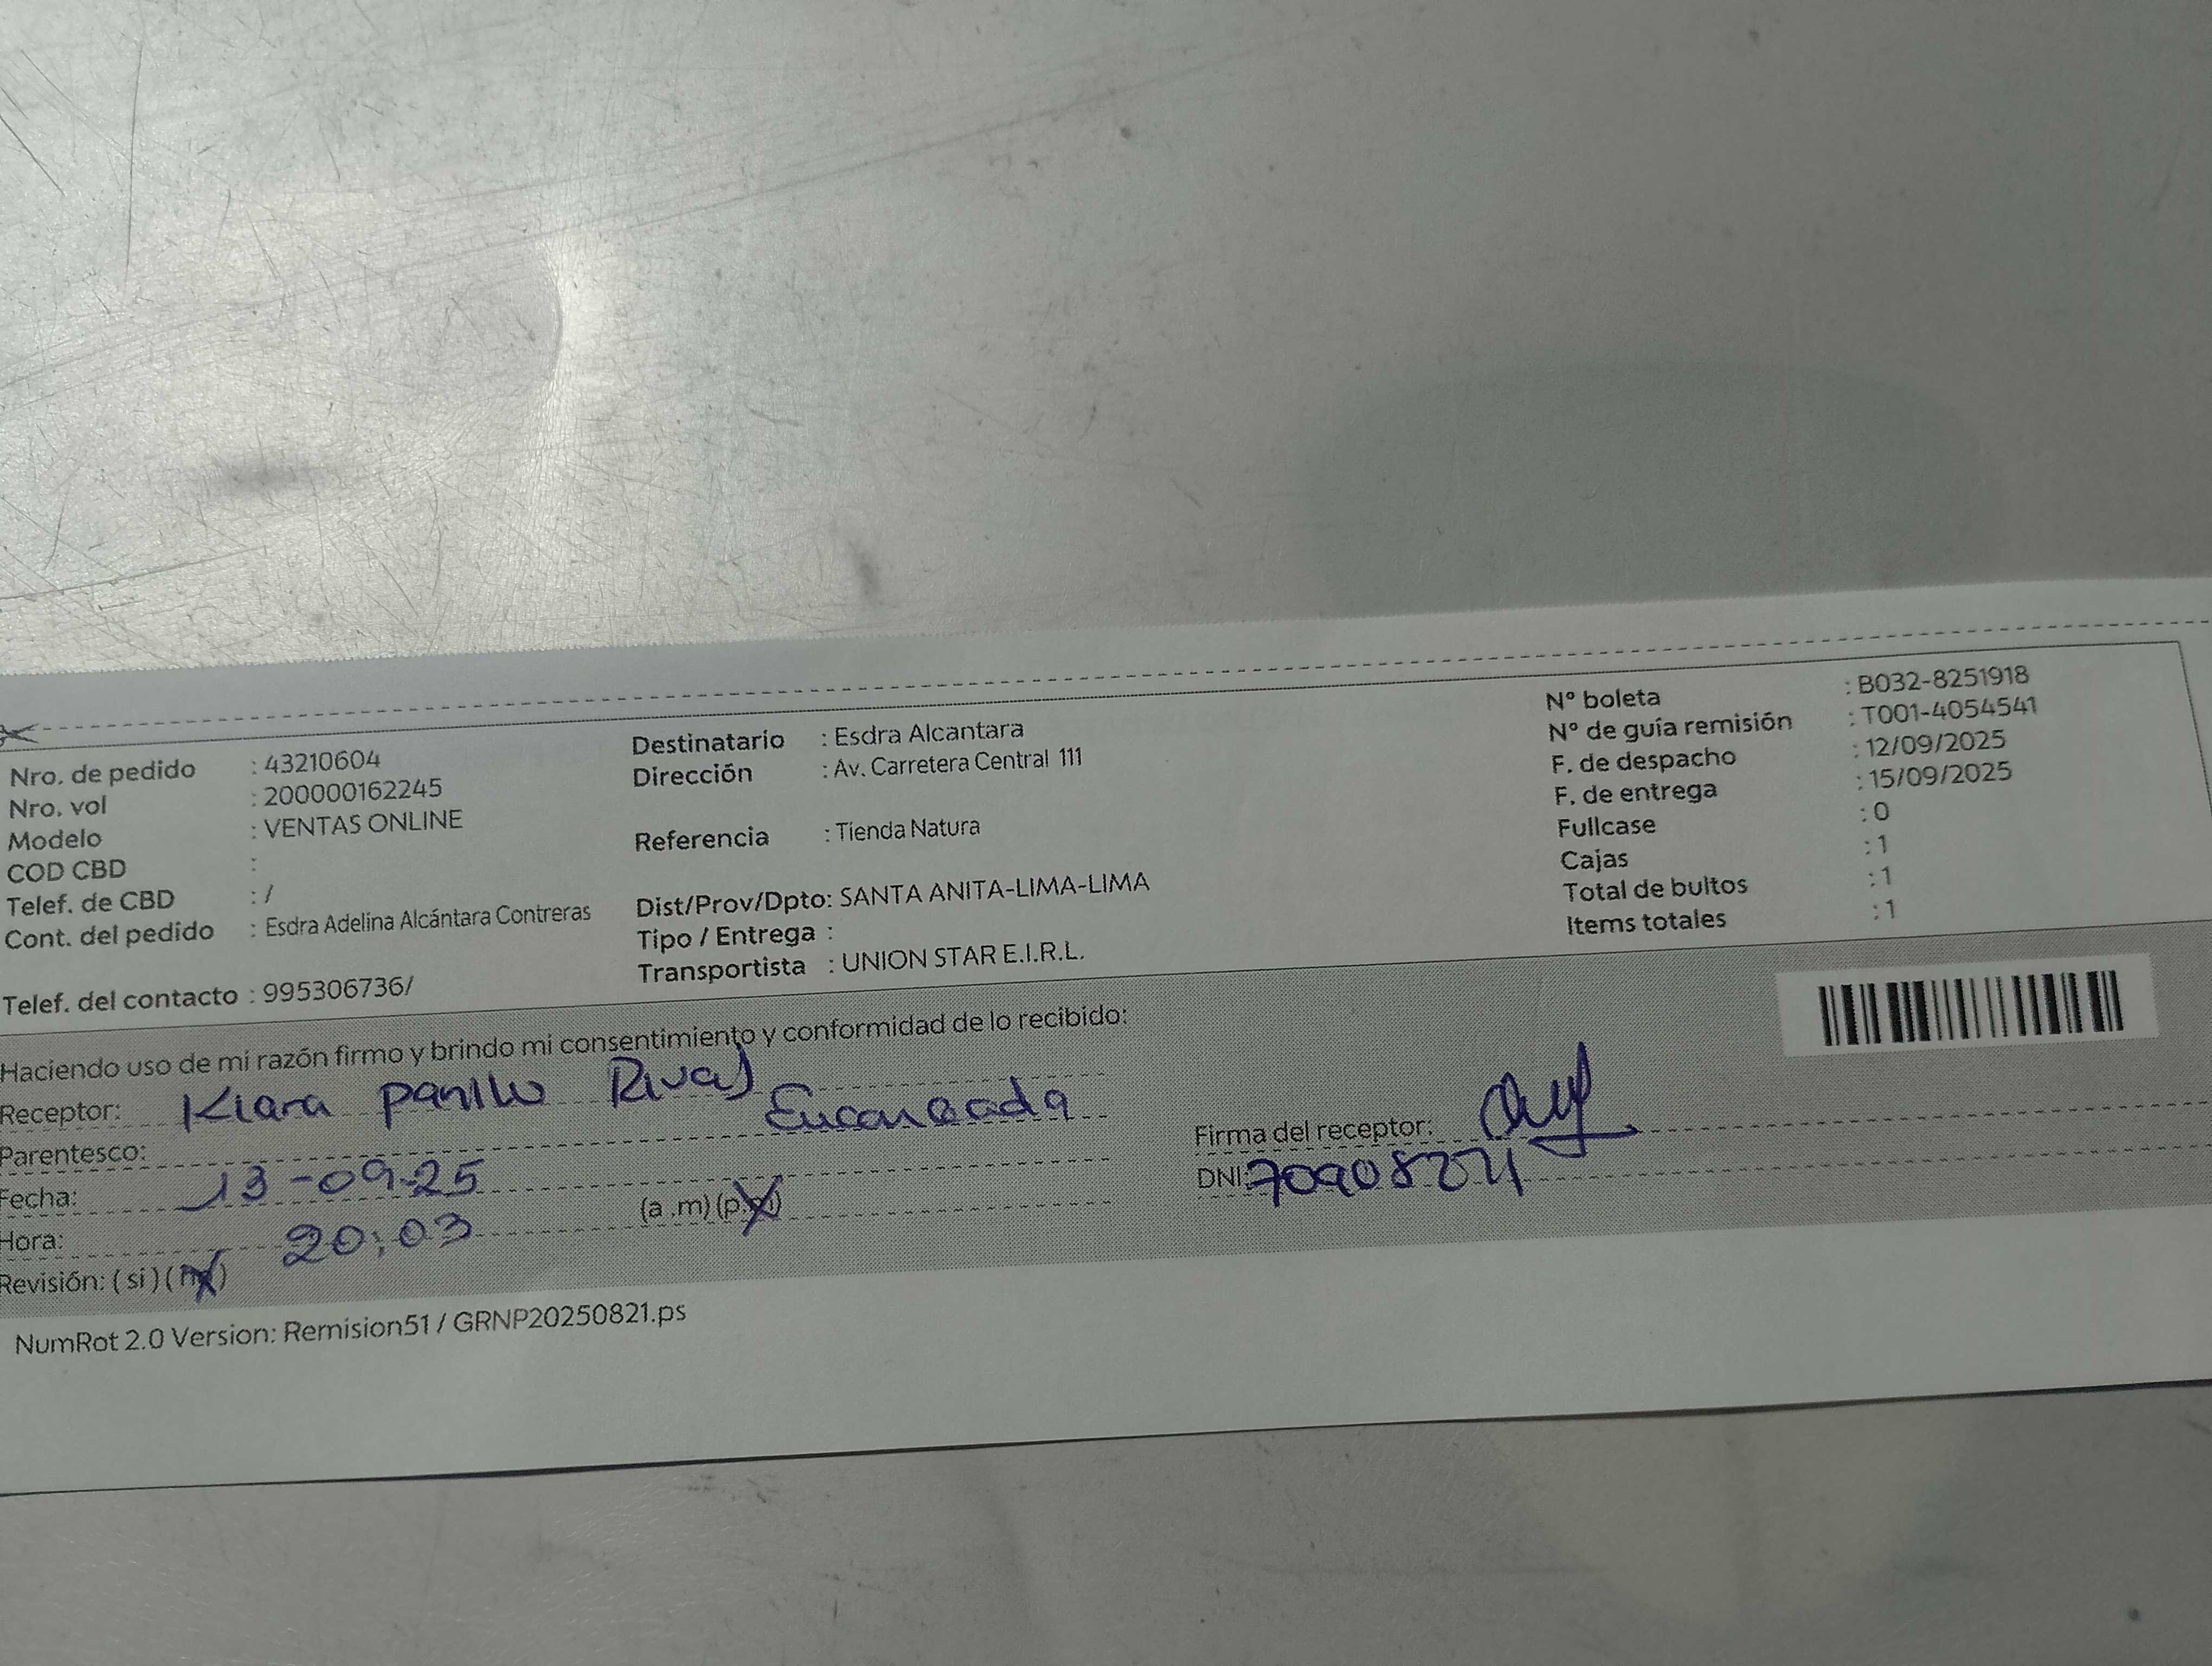 Nro. de pedido : 43210604
Nro. vol : 200000162245
Modelo : VENTAS ONLINE
COD CBD :
Telef. de CBD : /
Cont. del pedido : Esdra Adelina Alcántara Contreras
Telef. del contacto : 995306736/
Destinatario : Esdra Alcantara
Dirección : Av. Carretera Central 111
Referencia : Tienda Natura
Dist/Prov/Dpto: SANTA ANITA-LIMA-LIMA
Tipo / Entrega :
Transportista : UNION STAR E.I.R.L.
N° boleta : B032-8251918
N° de guía remisión : T001-4054541
F. de despacho : 12/09/2025
F. de entrega : 15/09/2025
Fullcase : 0
Cajas : 1
Total de bultos : 1
Items totales : 1
Haciendo uso de mi razón firmo y brindo mi consentimiento y conformidad de lo recibido:
Receptor: Kiara Rivas
Parentesco:
Fecha: 13-09-25
Hora: 20:03 (a .m) (p.m)
Revisión: ( si ) ( no )
Firma del receptor:
DNI:
NumRot 2.0 Version: Remision51 / GRNP20250821.ps